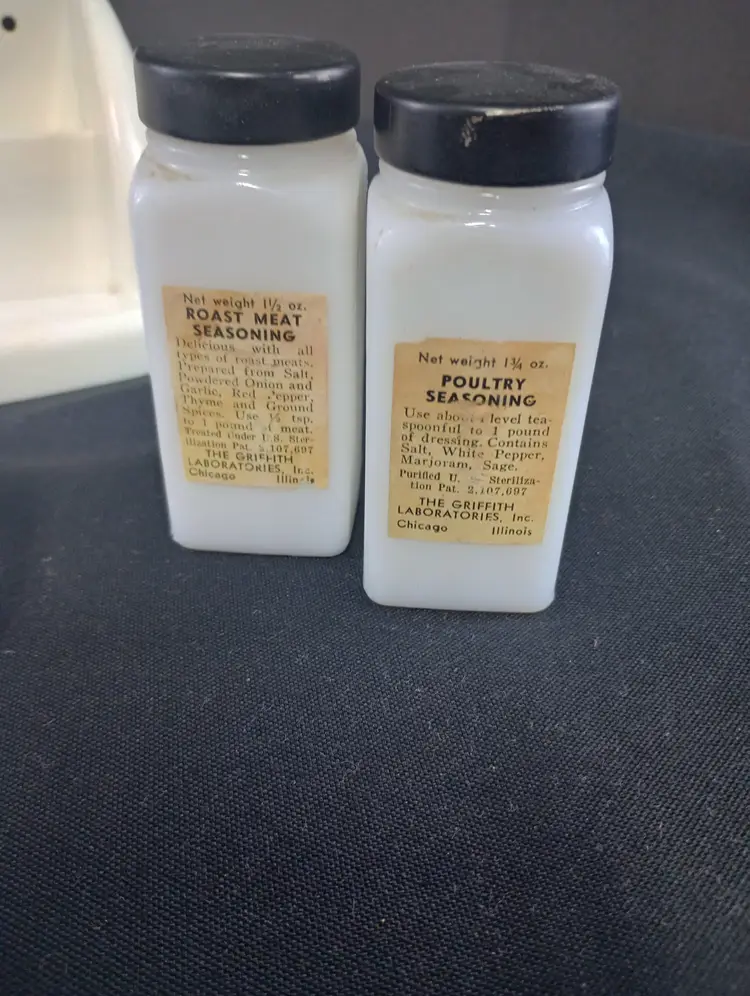 Net weight 1½ oz.
ROAST MEAT
SEASONING
Delicious with all
types of roast meats.
Prepared from Salt,
Powdered Onion and
Garlic, Red Pepper,
Thyme and Ground
Spices. Use ½ tsp.
to 1 pound of meat.
Treated Under U.S. Ster-
ilization Pat. 2,107,697
THE GRIFFITH
LABORATORIES, Inc.
Chicago Illinois
Net weight 1¾ oz.
POULTRY
SEASONING
Use about 1 level tea-
spoonful to 1 pound
of dressing. Contains
Salt, White Pepper,
Marjoram, Sage.
Purified U. Steriliza-
tion Pat. 2,107,697
THE GRIFFITH
LABORATORIES, Inc.
Chicago Illinois